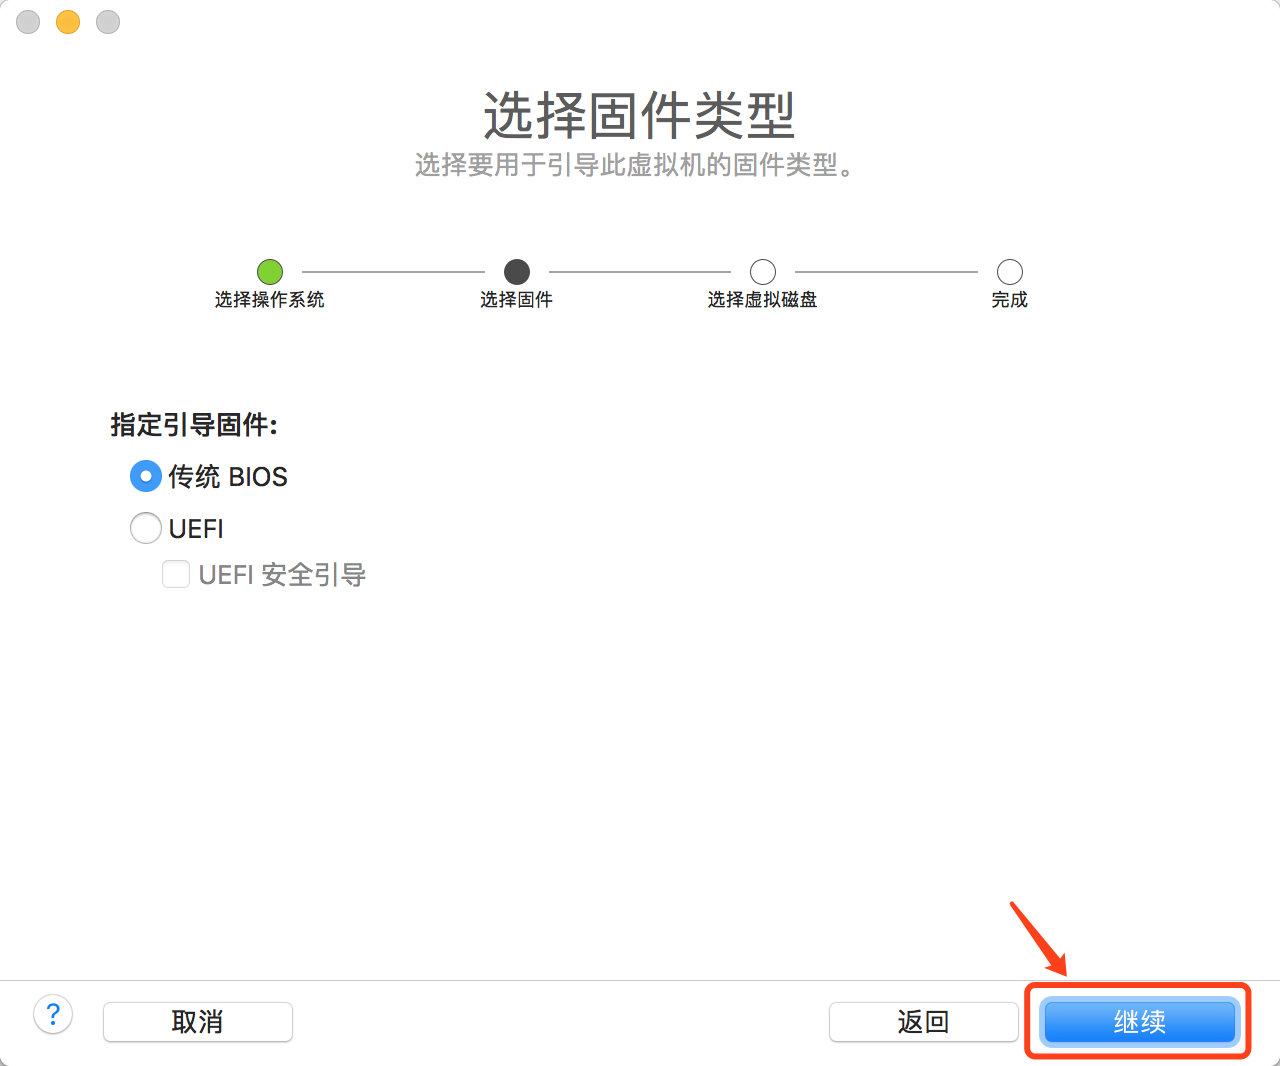 选择固件类型
选择要用于引导此虚拟机的固件类型。
选择操作系统
选择固件
选择虚拟磁盘
完成
指定引导固件:
传统 BIOS
UEFI
UEFI 安全引导
?
取消
返回
继续